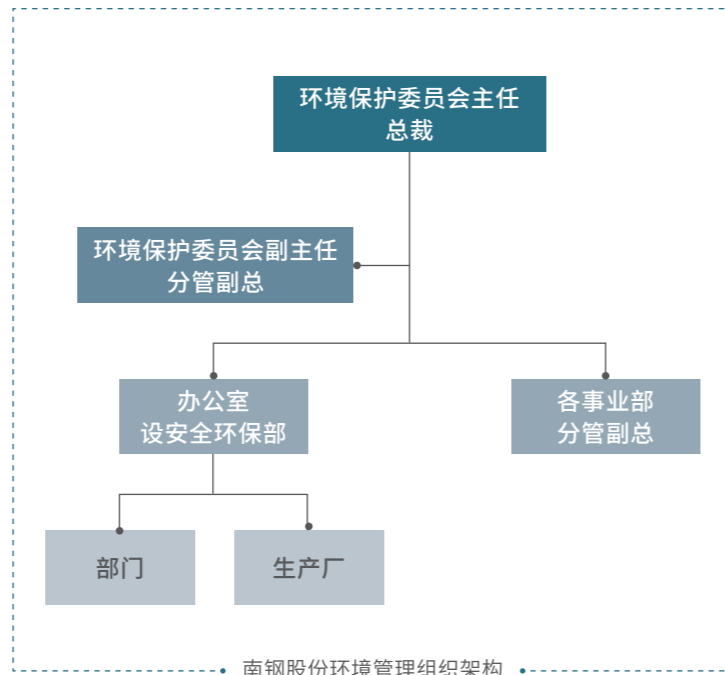 环境保护委员会主任
总裁
环境保护委员会副主任
分管副总
办公室
设安全环保部
各事业部
分管副总
部门
生产厂
南钢股份环境管理组织架构